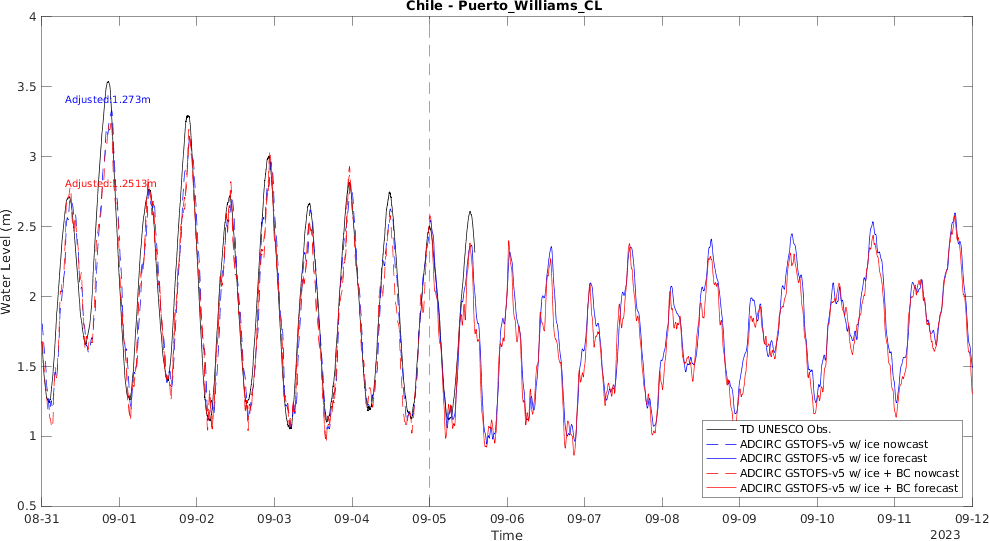 Chile - Puerto_Williams_CL
4
3.5
3
2.5
2
1.5
1
0.5
Water Level (m)
Adjusted:1.273m
Adjusted:1.2513m
TD UNESCO Obs.
ADCIRC GSTOFS-v5 w/ ice nowcast
ADCIRC GSTOFS-v5 w/ ice forecast
ADCIRC GSTOFS-v5 w/ ice + BC nowcast
ADCIRC GSTOFS-v5 w/ ice + BC forecast
08-31 09-01 09-02 09-03 09-04 09-05 09-06 09-07 09-08 09-09 09-10 09-11 09-12
Time
2023